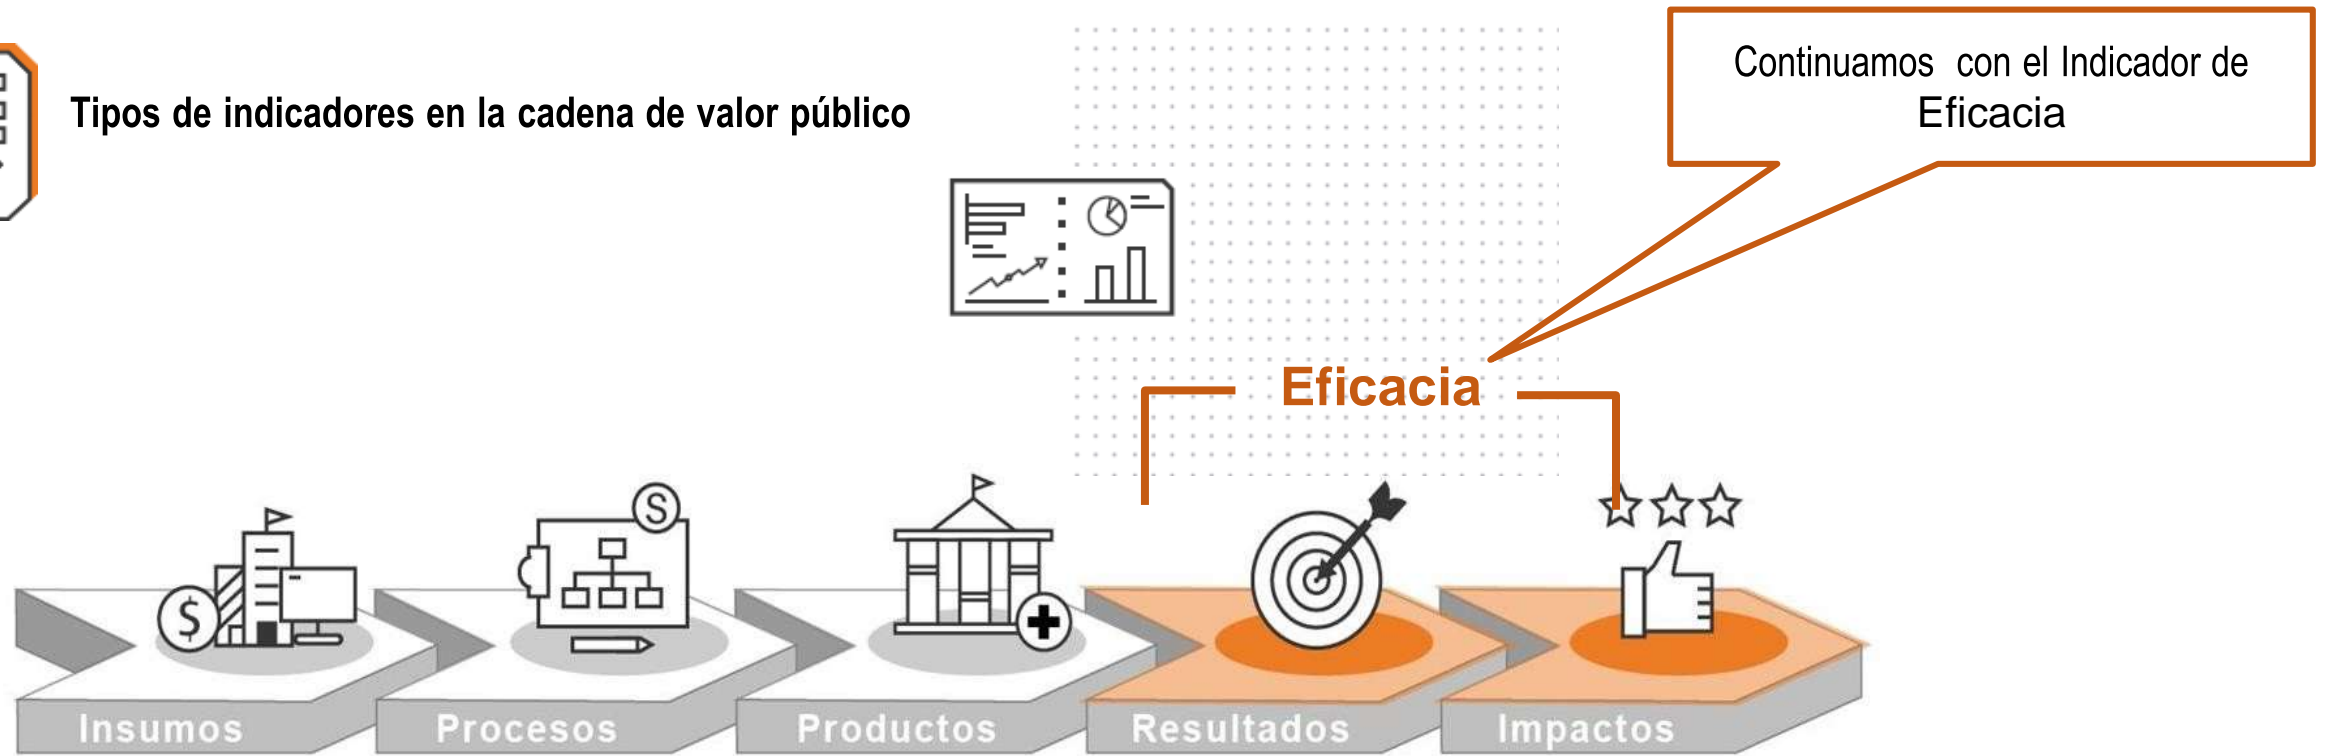 Continuamos con el Indicador de
Eficacia
Tipos de indicadores en la cadena de valor público
Eficacia
S
$
Insumos
Procesos
Productos
Resultados
Impactos